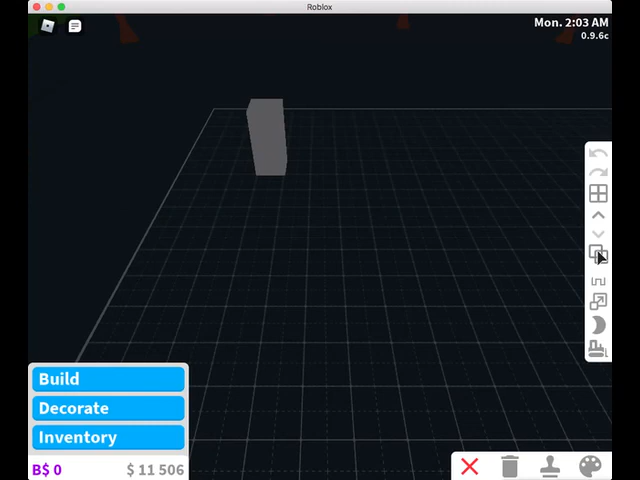 Roblox
Mon. 2:03 AM
0.9.6c
Build
Decorate
Inventory
B$ 0
$ 11 506